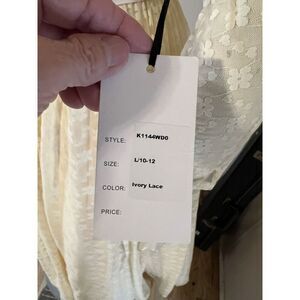 STYLE: K1144WD0
SIZE: L/10-12
COLOR: Ivory Lace
PRICE: